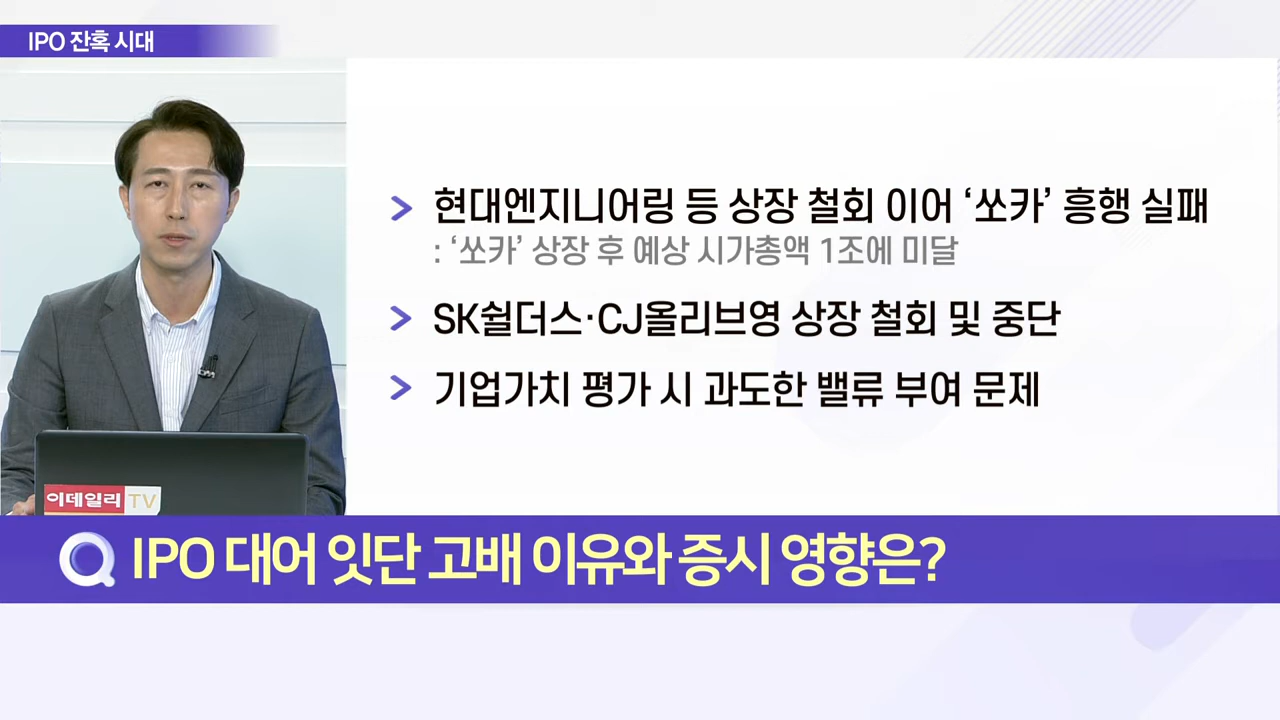 IPO 잔혹 시대
> 현대엔지니어링 등 상장 철회 이어 ‘쏘카’ 흥행 실패
: ‘쏘카’ 상장 후 예상 시가총액 1조에 미달
> SK쉴더스·CJ올리브영 상장 철회 및 중단
> 기업가치 평가 시 과도한 밸류 부여 문제
이데일리 TV
Q IPO 대어 잇단 고배 이유와 증시 영향은?